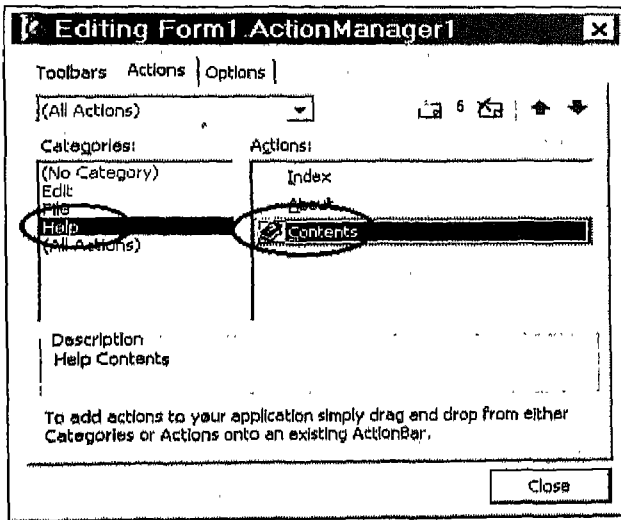 Editing Form1.ActionManager1
Toolbars Actions Options
(All Actions)
Categories: Actions:
(No Category)
Edit
File
Help
(All Actions)
Index
About
Contents
Description
Help Contents
To add actions to your application simply drag and drop from either
Categories or Actions onto an existing ActionBar.
Close